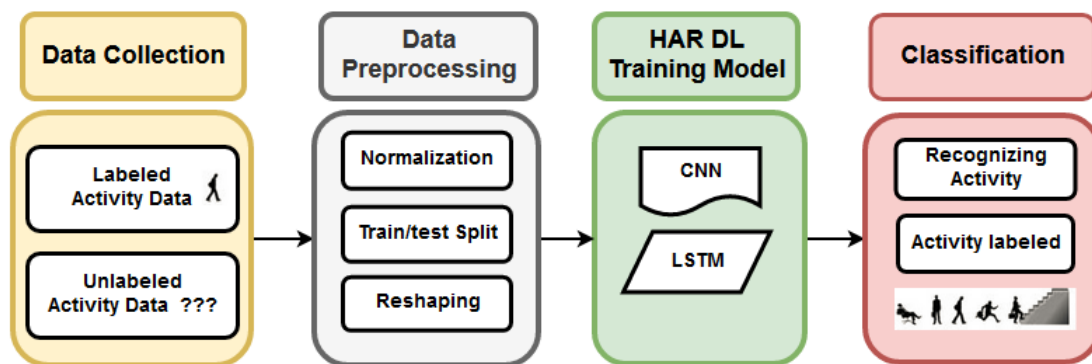 Data Collection
Data
Preprocessing
HAR DL
Training Model
Classification
Labeled
Activity Data
Unlabeled
Activity Data ???
Normalization
Train/test Split
Reshaping
CNN
LSTM
Recognizing
Activity
Activity labeled